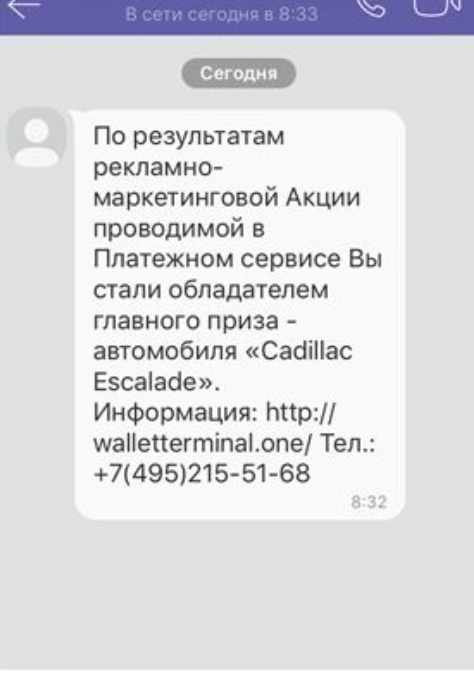 В сети сегодня в 8:33
Сегодня
По результатам
рекламно-
маркетинговой Акции
проводимой в
Платежном сервисе Вы
стали обладателем
главного приза -
автомобиля «Cadillac
Escalade».
Информация: http://
walletterminal.one/ Тел.:
+7(495)215-51-68
8:32